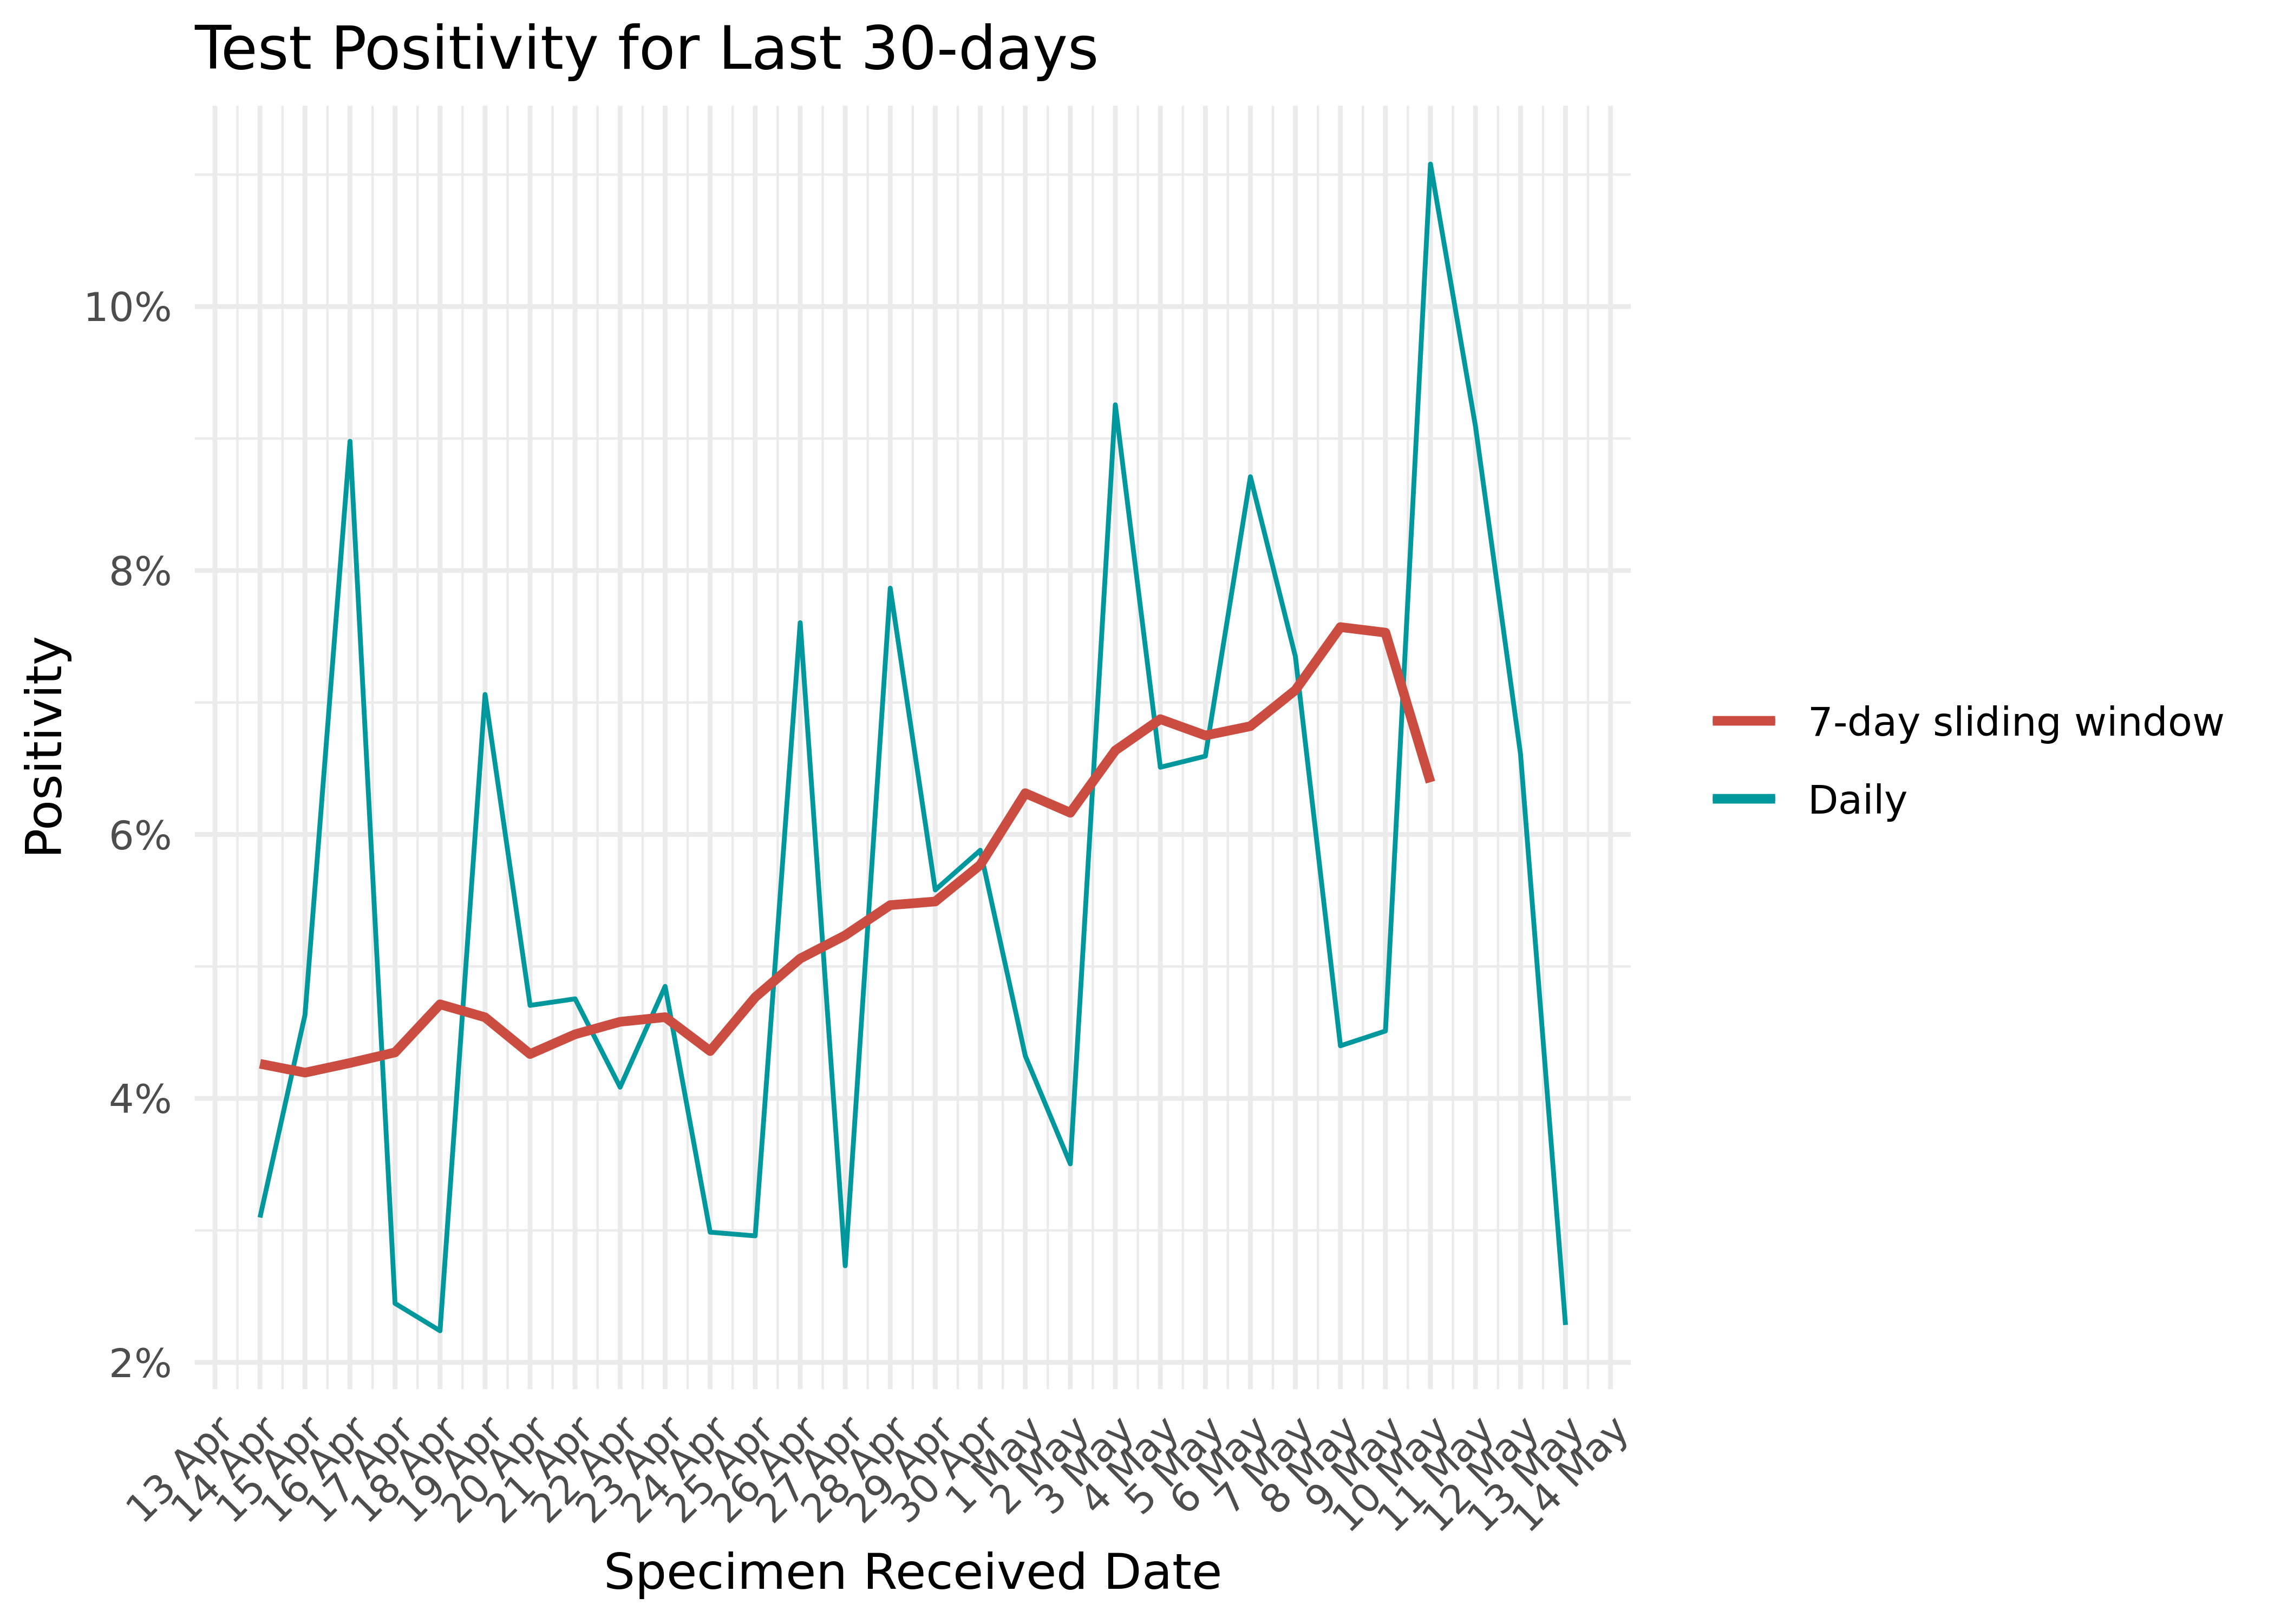 Test Positivity for Last 30-days
Positivity
10%
8%
6%
4%
2%
13 Apr
14 Apr
15 Apr
16 Apr
17 Apr
18 Apr
19 Apr
20 Apr
21 Apr
22 Apr
23 Apr
24 Apr
25 Apr
26 Apr
27 Apr
28 Apr
29 Apr
30 Apr
1 May
2 May
3 May
4 May
5 May
6 May
7 May
8 May
9 May
10 May
11 May
12 May
13 May
14 May
Specimen Received Date
7-day sliding window
Daily